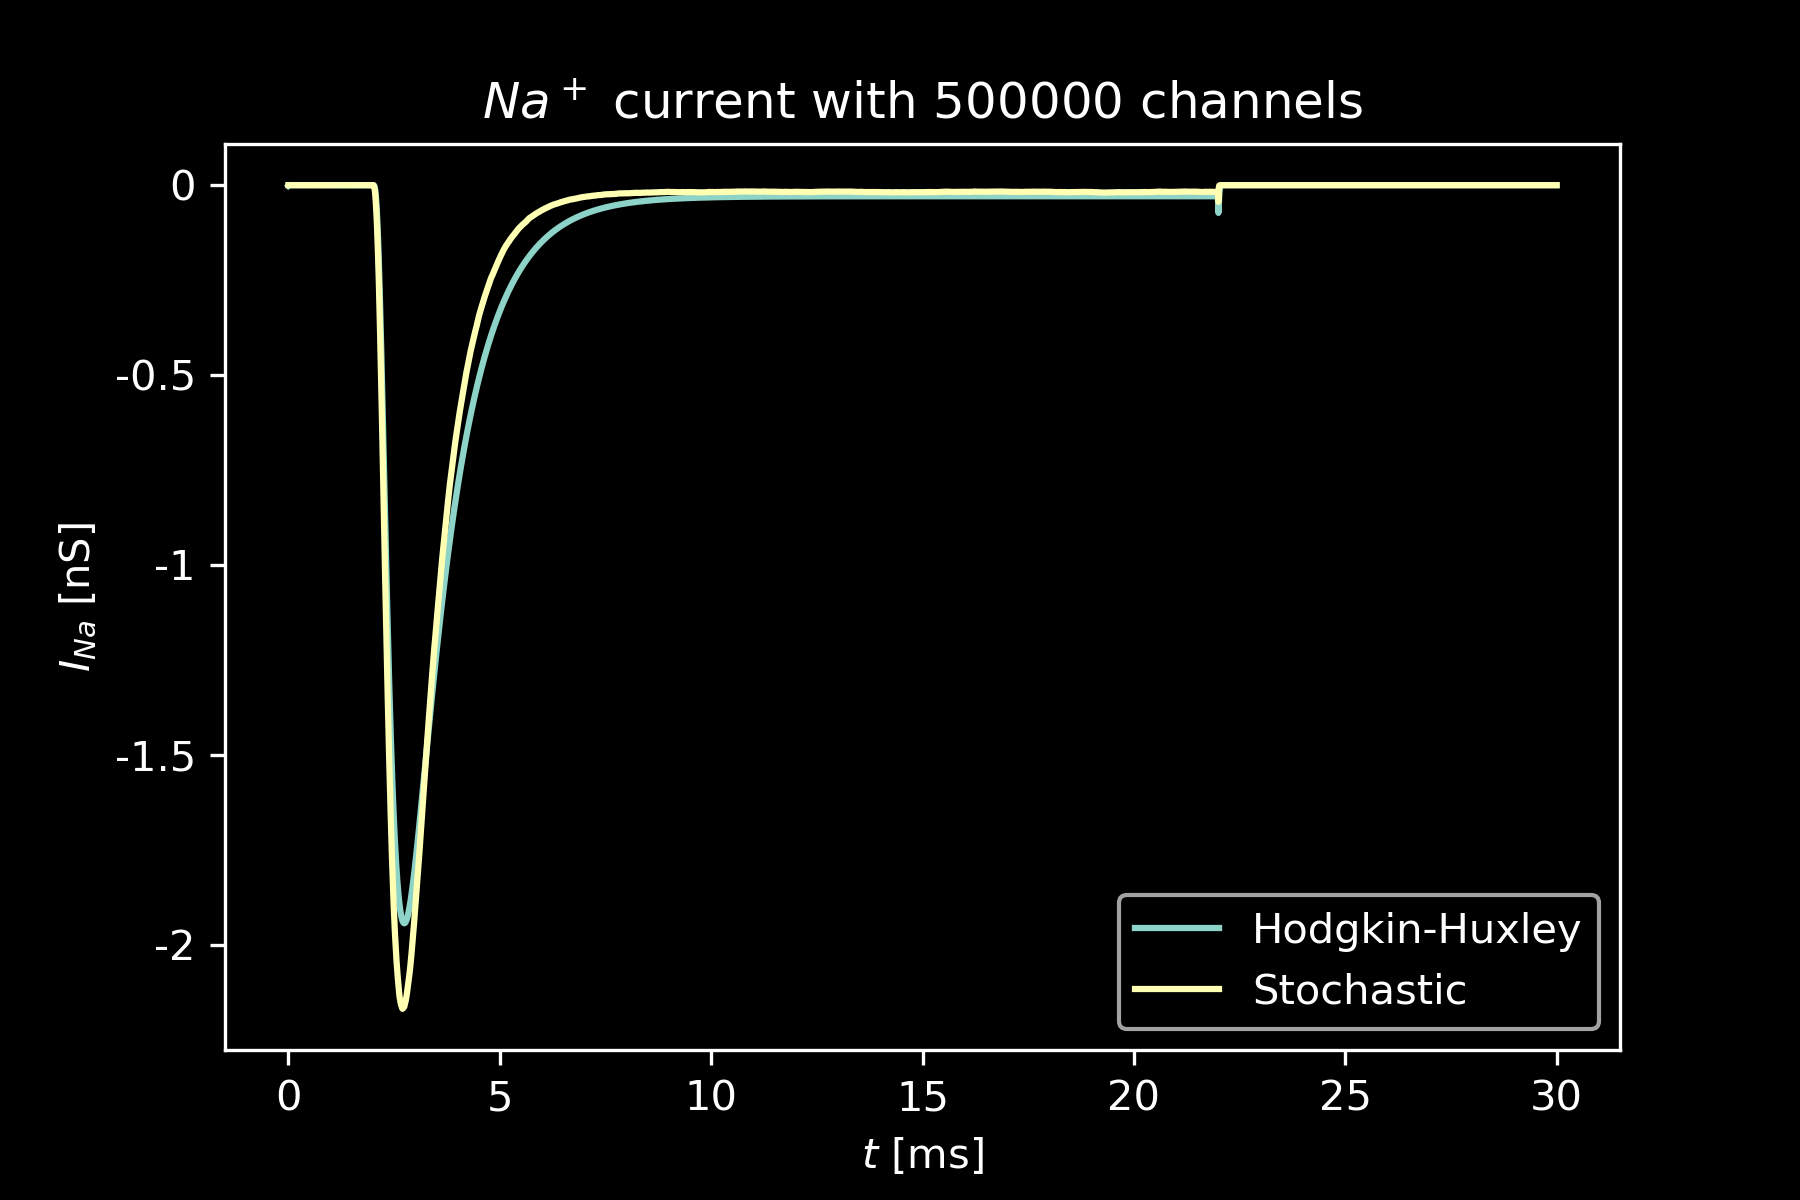 Na⁺ current with 500000 channels
0
-0.5
-1
-1.5
-2
I_Na [nS]
Hodgkin-Huxley
Stochastic
0 5 10 15 20 25 30
t [ms]